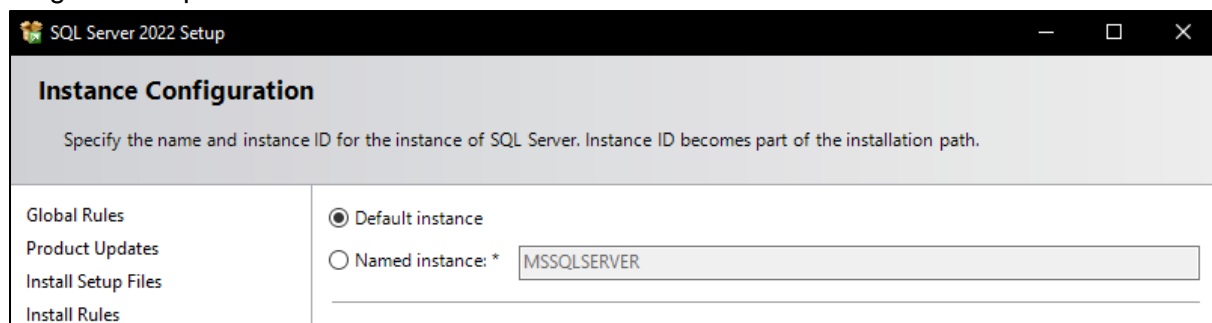 SQL Server 2022 Setup
Instance Configuration
Specify the name and instance ID for the instance of SQL Server. Instance ID becomes part of the installation path.
Global Rules
Product Updates
Install Setup Files
Install Rules
Default instance
Named instance: * MSSQLSERVER